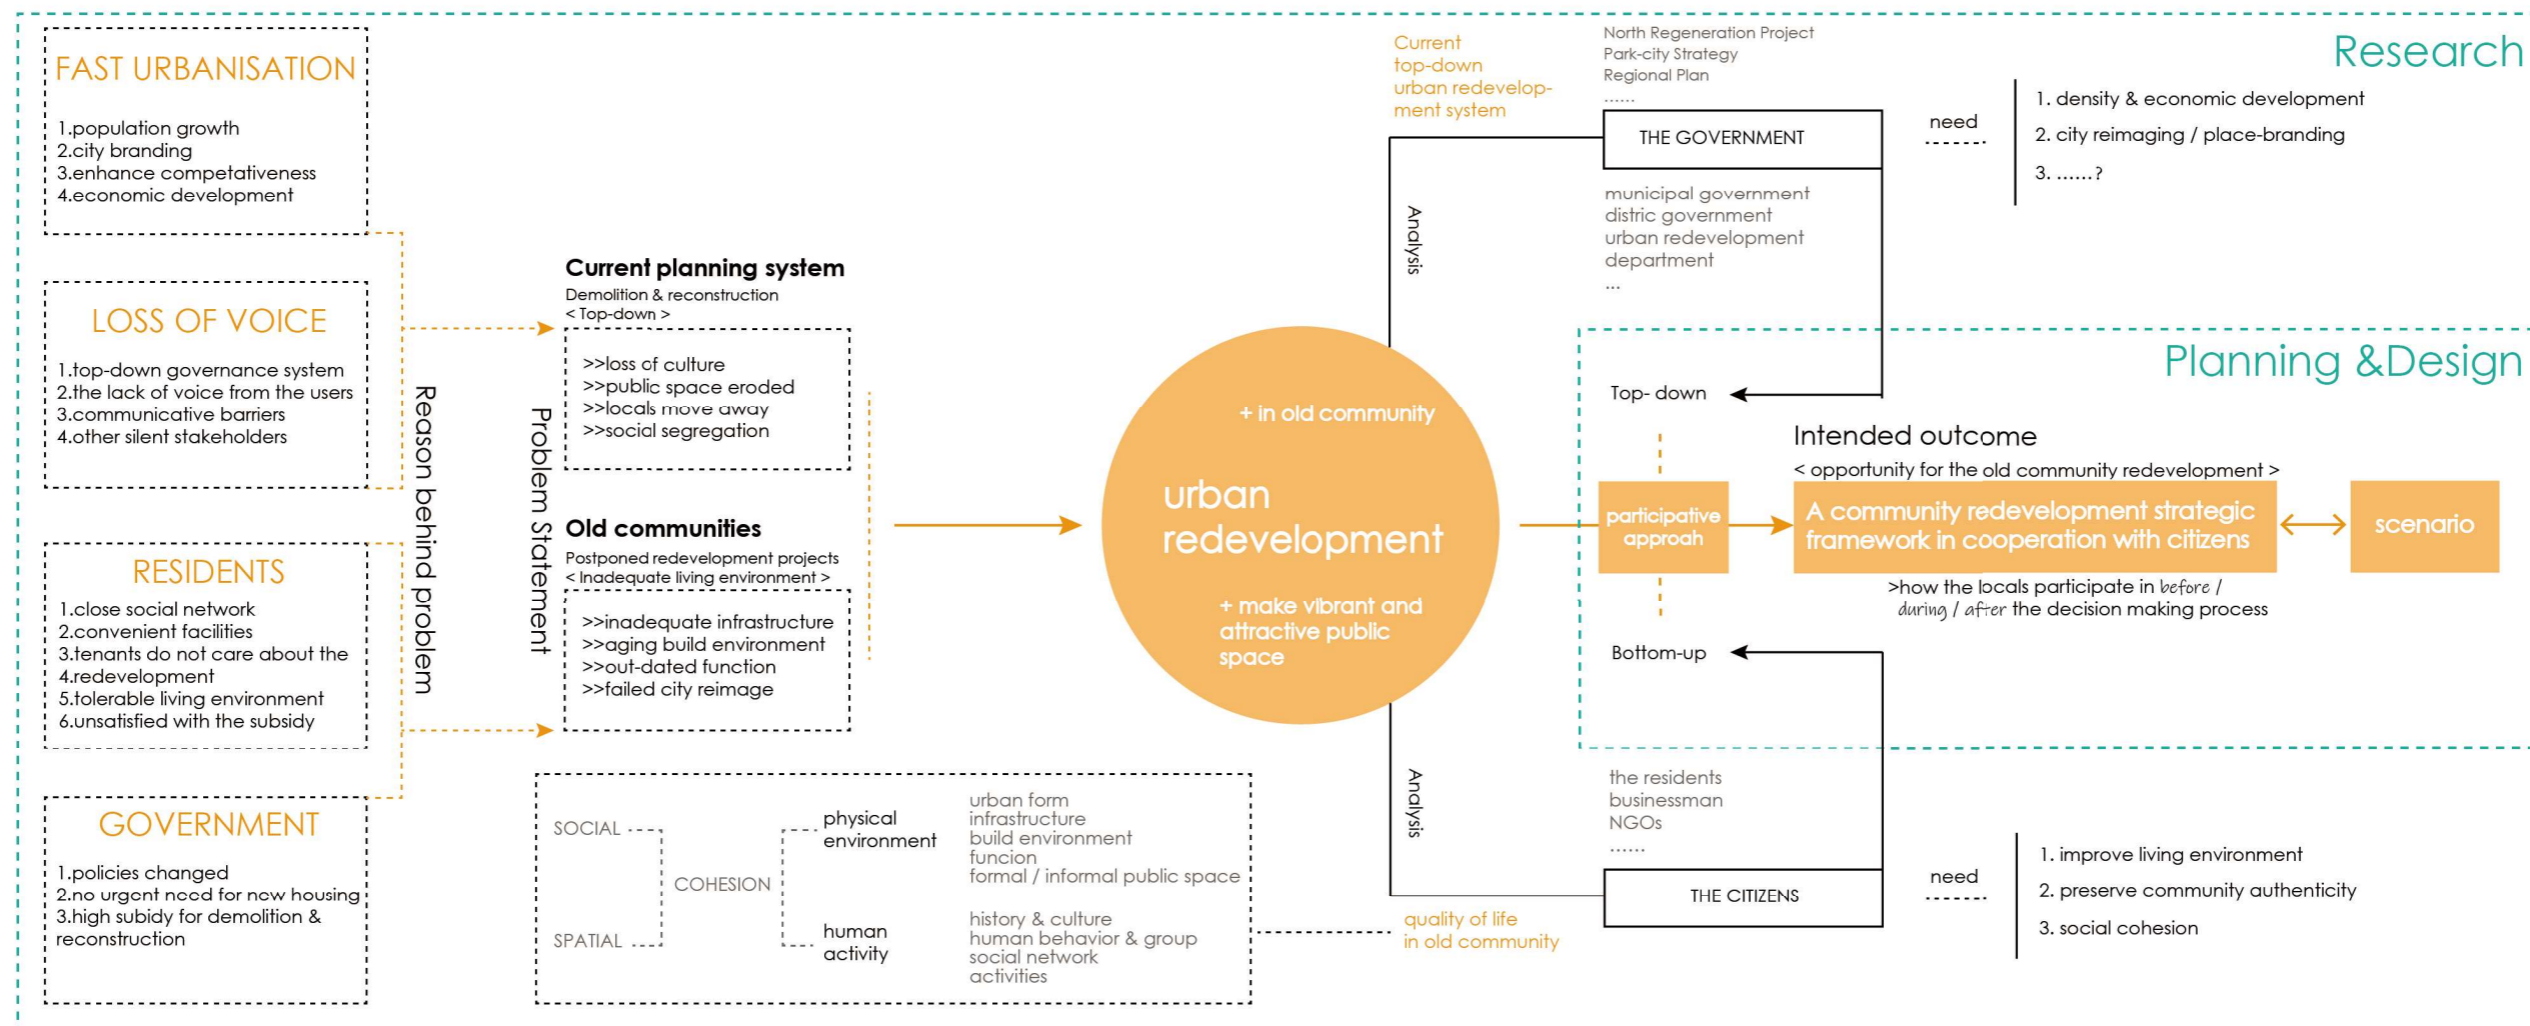 FAST URBANISATION
1.population growth
2.city branding
3.enhance competativeness
4.economic development
LOSS OF VOICE
1.top-down governance system
2.the lack of voice from the users
3.communicative barriers
4.other silent stakeholders
RESIDENTS
1.close social network
2.convenient facilities
3.tenants do not care about the
4.redevelopment
5.tolerable living environment
6.unsatisfied with the subsidy
GOVERNMENT
1.policies changed
2.no urgent need for new housing
3.high subidy for demolition &
reconstruction
Reason behind problem
Problem Statement
Current planning system
Demolition & reconstruction
< Top-down >
>>loss of culture
>>public space eroded
>>locals move away
>>social segregation
Old communities
Postponed redevelopment projects
< Inadequate living environment >
>>inadequate infrastructure
>>aging build environment
>>out-dated function
>>failed city reimage
SOCIAL
SPATIAL
COHESION
physical
environment
human
activity
urban form
infrastructure
build environment
funcion
formal / informal public space
history & culture
human behavior & group
social network
activities
+ in old community
urban
redevelopment
+ make vibrant and
attractive public
space
Current
top-down
urban redevelop-
ment system
Analysis
Analysis
quality of life
in old community
North Regeneration Project
Park-city Strategy
Regional Plan
......
THE GOVERNMENT
municipal government
distric government
urban redevelopment
department
...
need
1. density & economic development
2. city reimaging / place-branding
3. ......?
Research
Planning &Design
Top- down
participative
approah
Bottom-up
Intended outcome
< opportunity for the old community redevelopment >
A community redevelopment strategic
framework in cooperation with citizens
>how the locals participate in before /
during / after the decision making process
scenario
the residents
businessman
NGOs
......
THE CITIZENS
need
1. improve living environment
2. preserve community authenticity
3. social cohesion